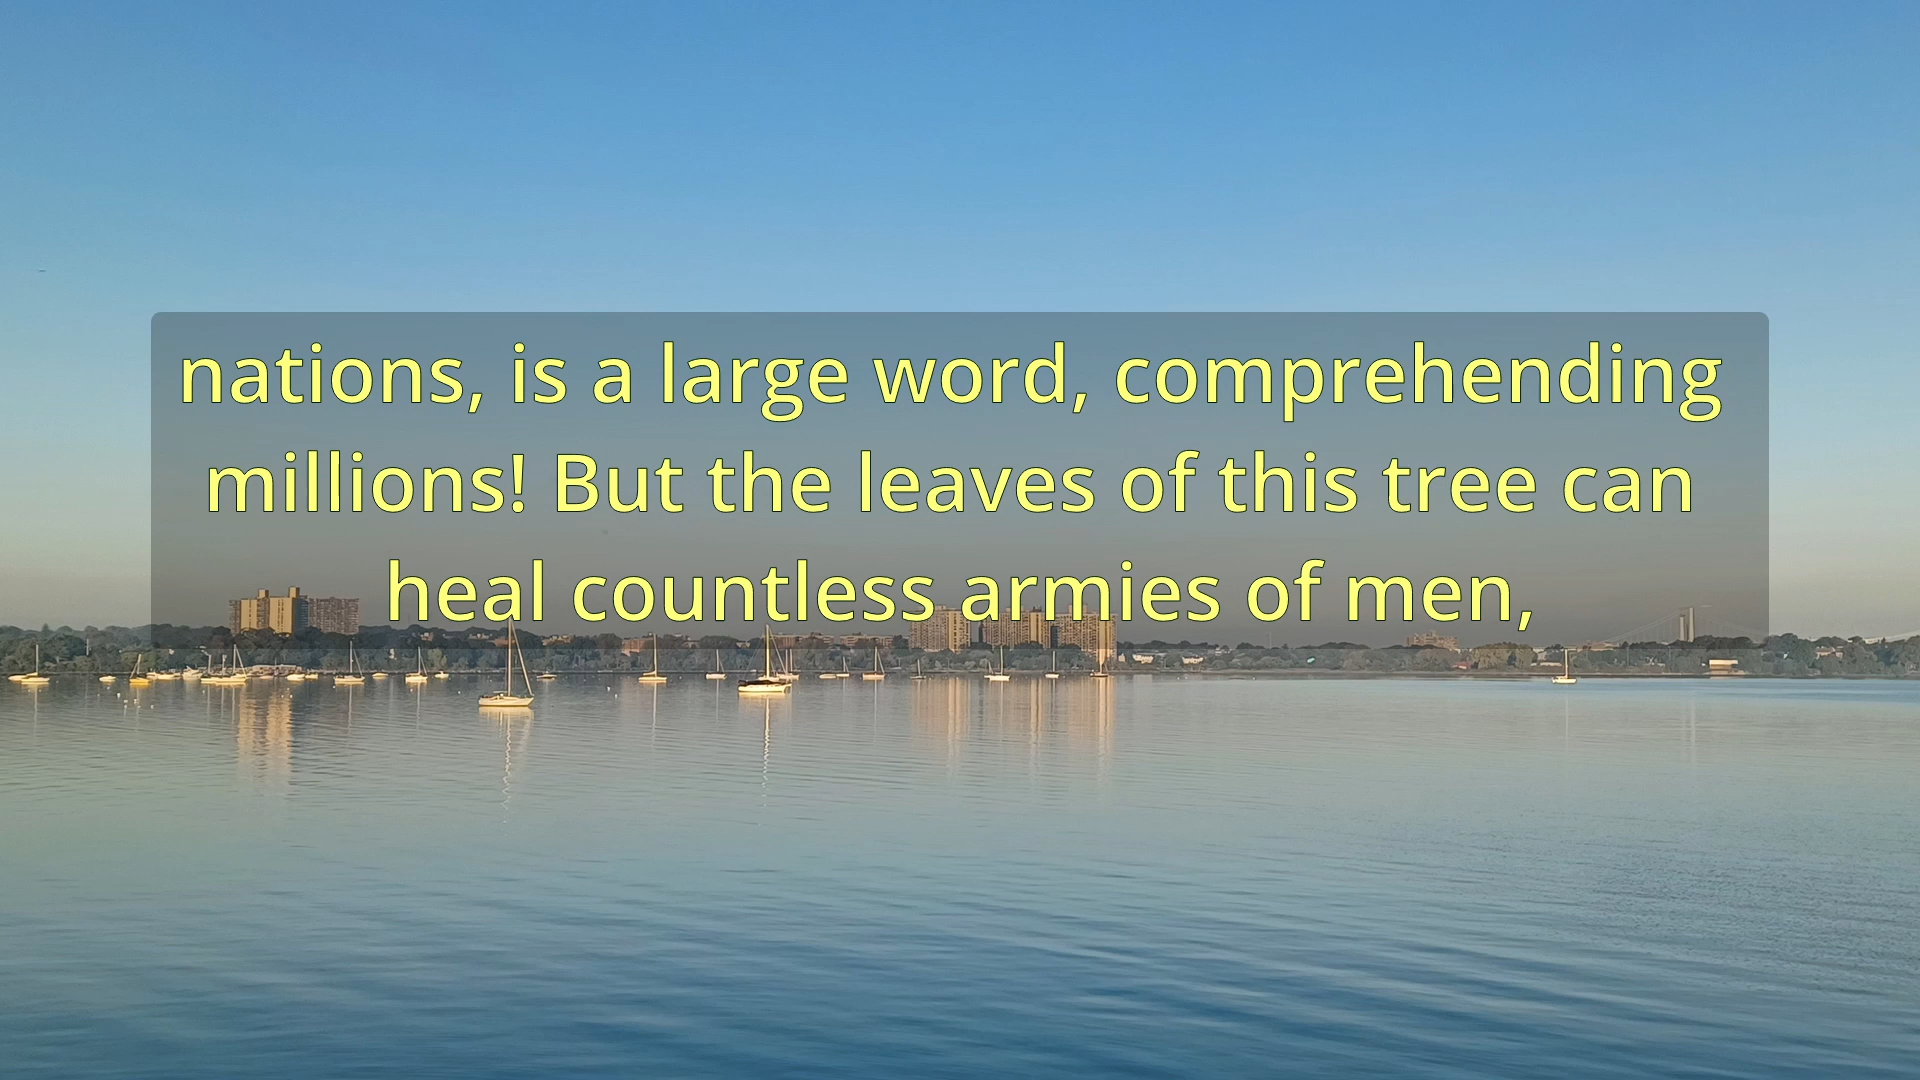 nations, is a large word, comprehending
millions! But the leaves of this tree can
heal countless armies of men,